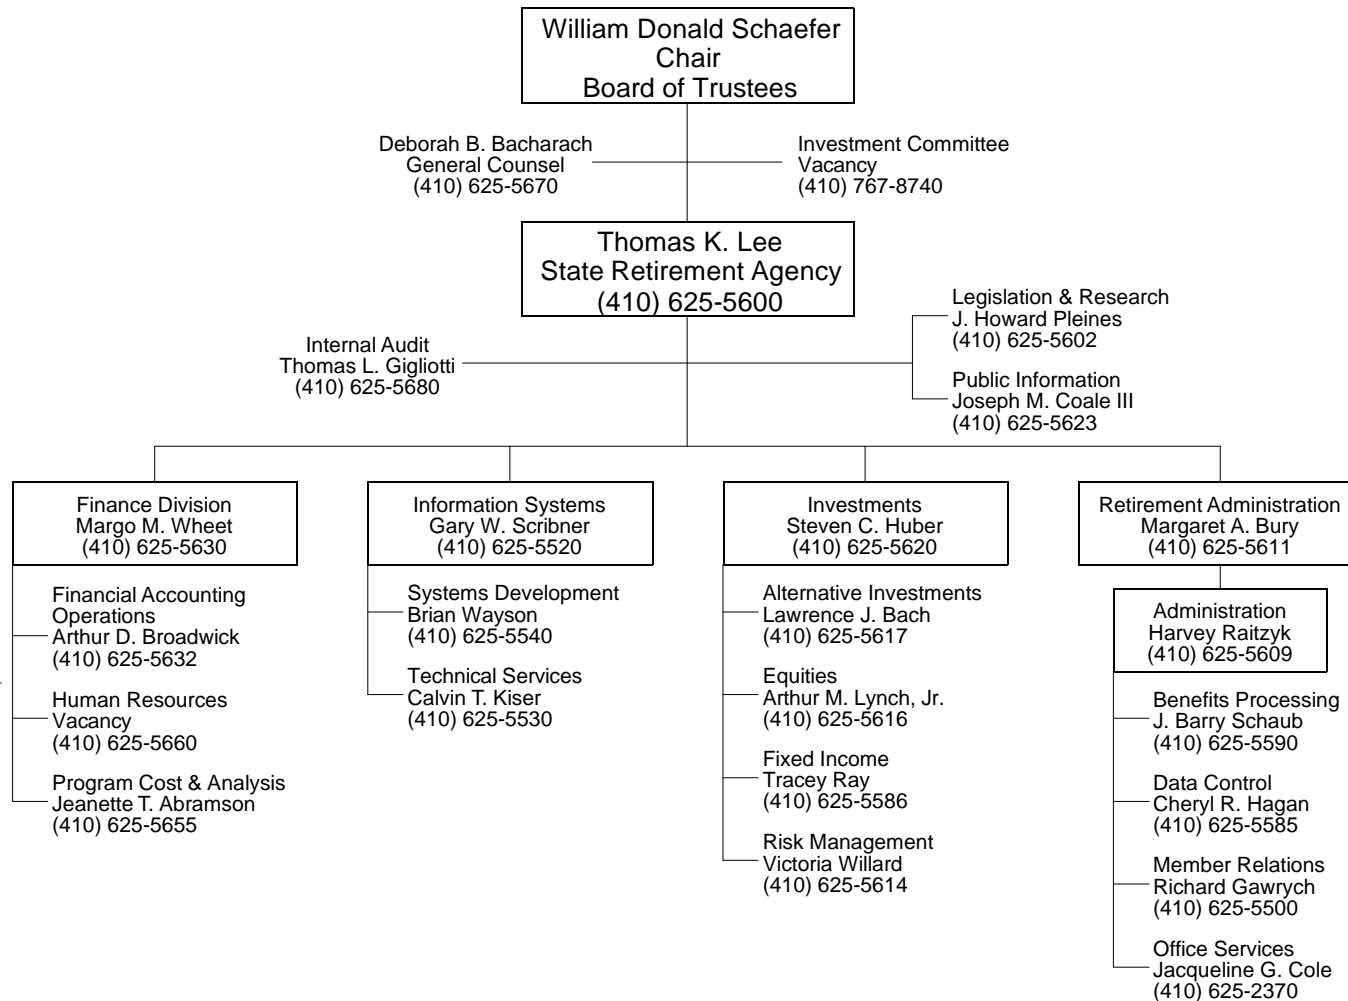 William Donald Schaefer
Chair
Board of Trustees
Deborah B. Bacharach
General Counsel
(410) 625-5670
Investment Committee
Vacancy
(410) 767-8740
Thomas K. Lee
State Retirement Agency
(410) 625-5600
Internal Audit
Thomas L. Gigliotti
(410) 625-5680
Legislation & Research
J. Howard Pleines
(410) 625-5602
Public Information
Joseph M. Coale III
(410) 625-5623
Finance Division
Margo M. Wheet
(410) 625-5630
Financial Accounting
Operations
Arthur D. Broadwick
(410) 625-5632
Human Resources
Vacancy
(410) 625-5660
Program Cost & Analysis
Jeanette T. Abramson
(410) 625-5655
Information Systems
Gary W. Scribner
(410) 625-5520
Systems Development
Brian Wayson
(410) 625-5540
Technical Services
Calvin T. Kiser
(410) 625-5530
Investments
Steven C. Huber
(410) 625-5620
Alternative Investments
Lawrence J. Bach
(410) 625-5617
Equities
Arthur M. Lynch, Jr.
(410) 625-5616
Fixed Income
Tracey Ray
(410) 625-5586
Risk Management
Victoria Willard
(410) 625-5614
Retirement Administration
Margaret A. Bury
(410) 625-5611
Administration
Harvey Raitzyk
(410) 625-5609
Benefits Processing
J. Barry Schaub
(410) 625-5590
Data Control
Cheryl R. Hagan
(410) 625-5585
Member Relations
Richard Gawrych
(410) 625-5500
Office Services
Jacqueline G. Cole
(410) 625-2370